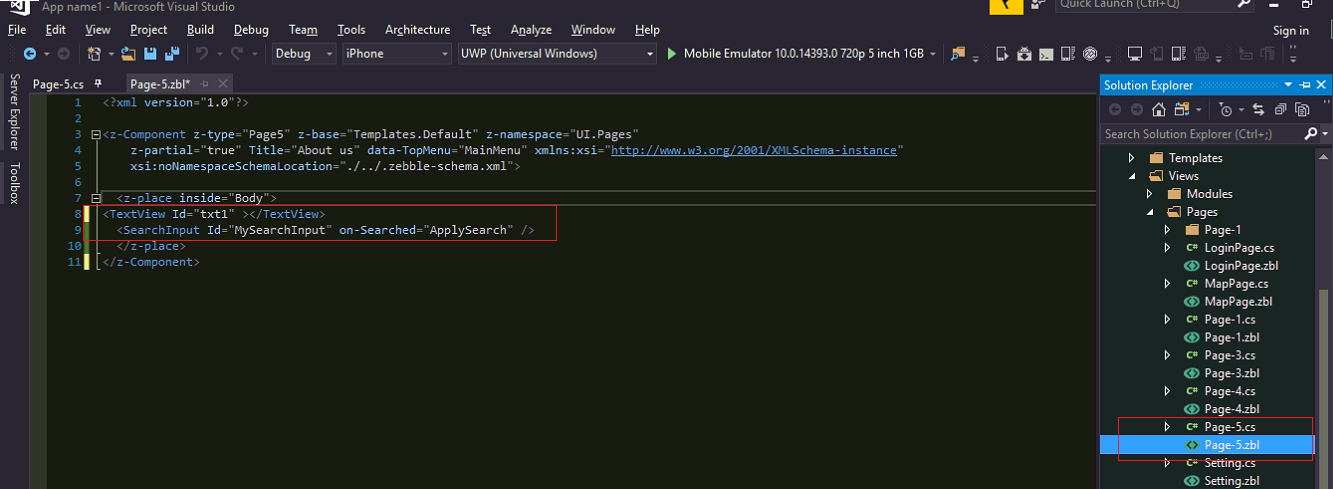 App name1 - Microsoft Visual Studio
Quick Launch (Ctrl+Q)
File Edit View Project Build Debug Team Tools Architecture Test Analyze Window Help
Sign in
Debug iPhone UWP (Universal Windows) Mobile Emulator 10.0.14393.0 720p 5 inch 1GB
Server Explorer
Toolbox
Page-5.cs Page-5.zbl*
1 <?xml version="1.0"?>
2
3 <z-Component z-type="Page5" z-base="Templates.Default" z-namespace="UI.Pages"
4 z-partial="true" Title="About us" data-TopMenu="MainMenu" xmlns:xsi="http://www.w3.org/2001/XMLSchema-instance"
5 xsi:noNamespaceSchemaLocation="./../.zebble-schema.xml">
6
7 <z-place inside="Body">
8 <TextView Id="txt1" ></TextView>
9 <SearchInput Id="MySearchInput" on-Searched="ApplySearch" />
10 </z-place>
11 </z-Component>
Solution Explorer
Search Solution Explorer (Ctrl+;)
Templates
Views
Modules
Pages
Page-1
C# LoginPage.cs
LoginPage.zbl
C# MapPage.cs
MapPage.zbl
C# Page-1.cs
Page-1.zbl
C# Page-3.cs
Page-3.zbl
C# Page-4.cs
Page-4.zbl
C# Page-5.cs
Page-5.zbl
C# Setting.cs
Setting.zbl